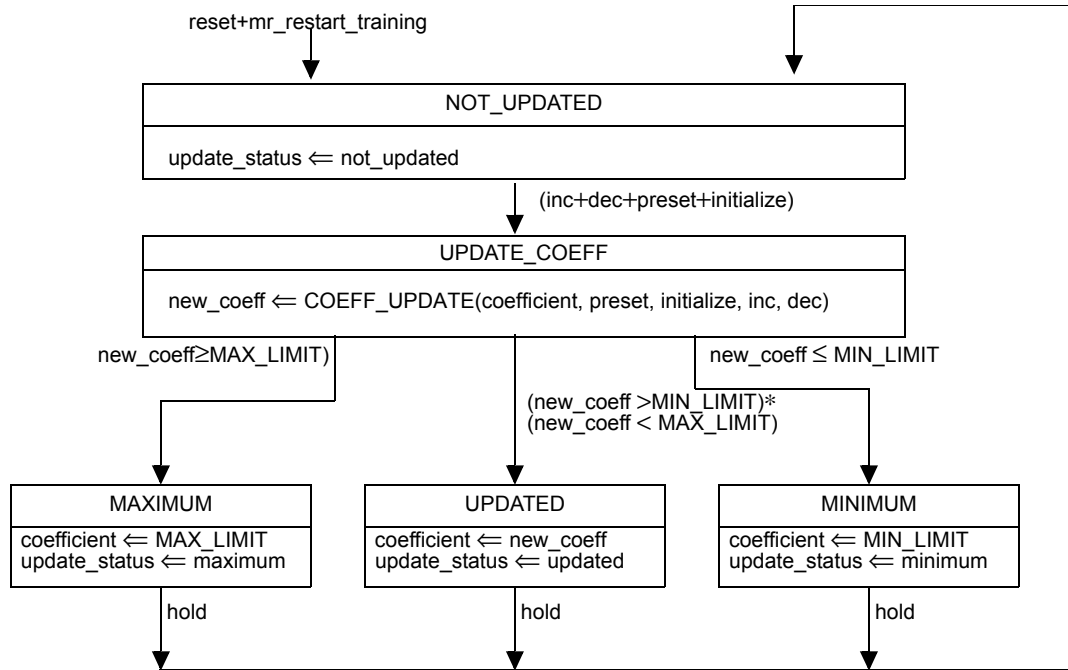 reset+mr_restart_training
NOT_UPDATED
update_status ⇐ not_updated
(inc+dec+preset+initialize)
UPDATE_COEFF
new_coeff ⇐ COEFF_UPDATE(coefficient, preset, initialize, inc, dec)
new_coeff≥MAX_LIMIT)
new_coeff ≤ MIN_LIMIT
(new_coeff >MIN_LIMIT)*
(new_coeff < MAX_LIMIT)
MAXIMUM
coefficient ⇐ MAX_LIMIT
update_status ⇐ maximum
UPDATED
coefficient ⇐ new_coeff
update_status ⇐ updated
MINIMUM
coefficient ⇐ MIN_LIMIT
update_status ⇐ minimum
hold
hold
hold